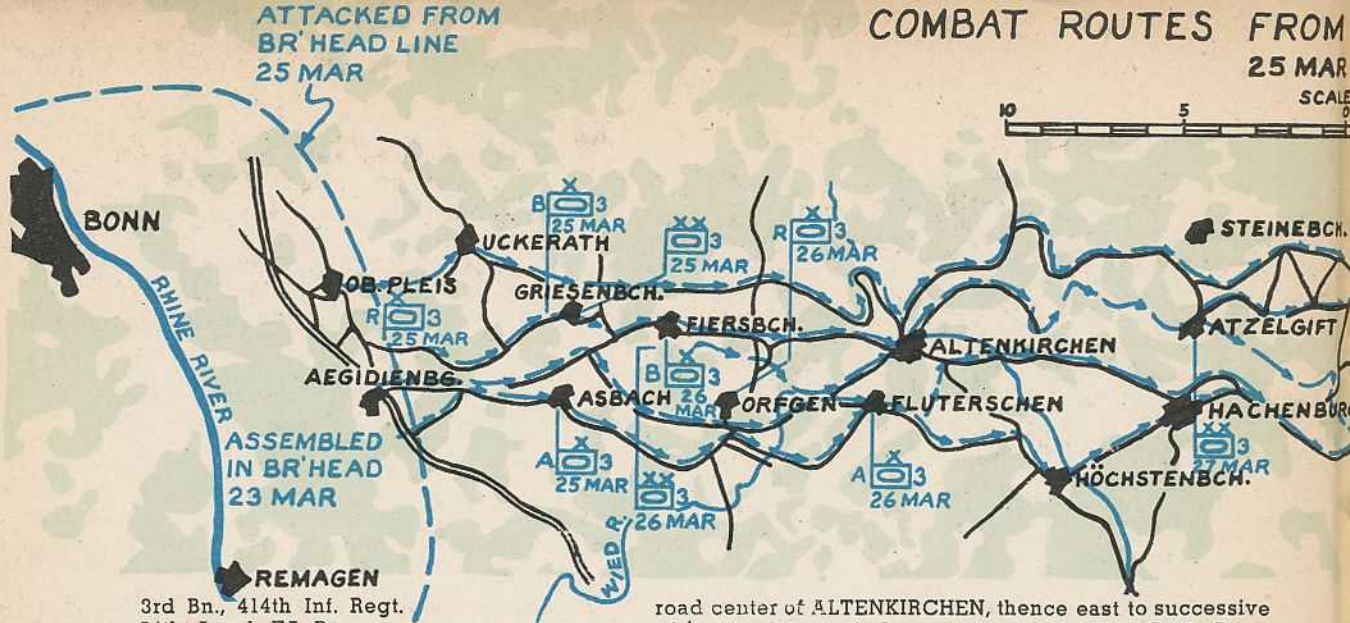 ATTACKED FROM
BR'HEAD LINE
25 MAR
COMBAT ROUTES FROM
25 MAR
SCALE
10
5
0
BONN
RHINE RIVER
UCKERATH
OB. PLEIS
GRIESENBCH.
FIERSBCH.
AEGIDIENBG.
ASBACH
ORFGEN
ALTENKIRCHEN
FLUTERSCHEN
STEINEBCH.
ATZELGIFT
HACHENBURG
HÖCHSTENBCH.
B 3
25 MAR
XX 3
25 MAR
R X 3
26 MAR
R 3
25 MAR
B X 3
26
MAR
A X 3
25 MAR
XX 3
26 MAR
A X 3
26 MAR
XX 3
27 MAR
WIED R.
ASSEMBLED
IN BR'HEAD
23 MAR
REMAGEN
3rd Bn., 414th Inf. Regt.
road center of ALTENKIRCHEN, thence east to successive